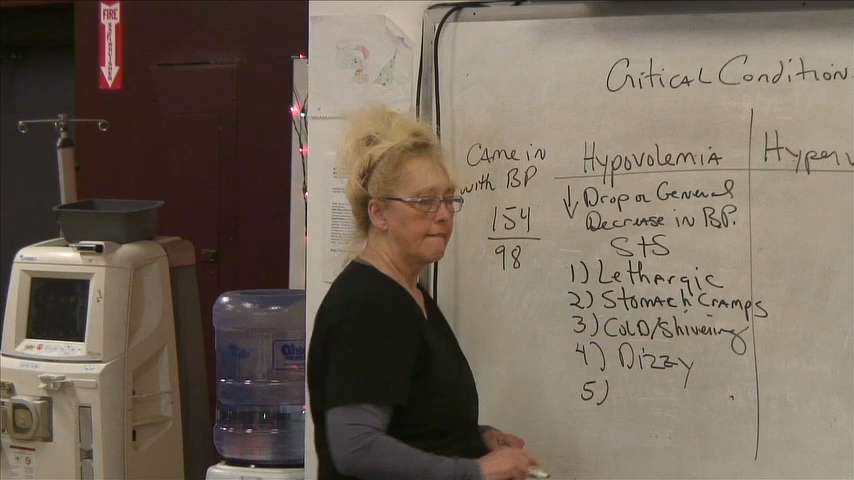 FIRE
Critical Condition
Came in
with BP
154
98
Hypovolemia
↓ Drop or General
Decrease in BP.
S+S
1) Lethargic
2) Stomach Cramps
3) Cold/Shivering
4) Dizzy
5)
Hyperv